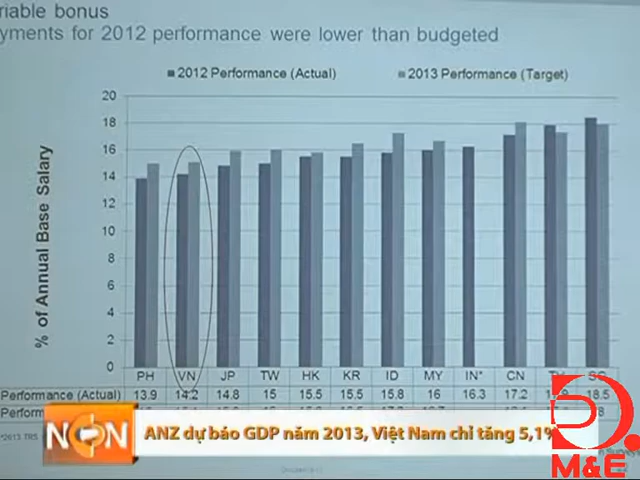 riable bonus
yments for 2012 performance were lower than budgeted
2012 Performance (Actual) 2013 Performance (Target)
% of Annual Base Salary
20
18
16
14
12
10
8
6
4
2
0
PH VN JP TW HK KR ID MY IN* CN SG
Performance (Actual) 13.9 14.2 14.8 15 15.5 15.5 15.8 16 16.3 17.2 18.5
NON
ANZ dự báo GDP năm 2013, Việt Nam chỉ tăng 5,1%
M&E